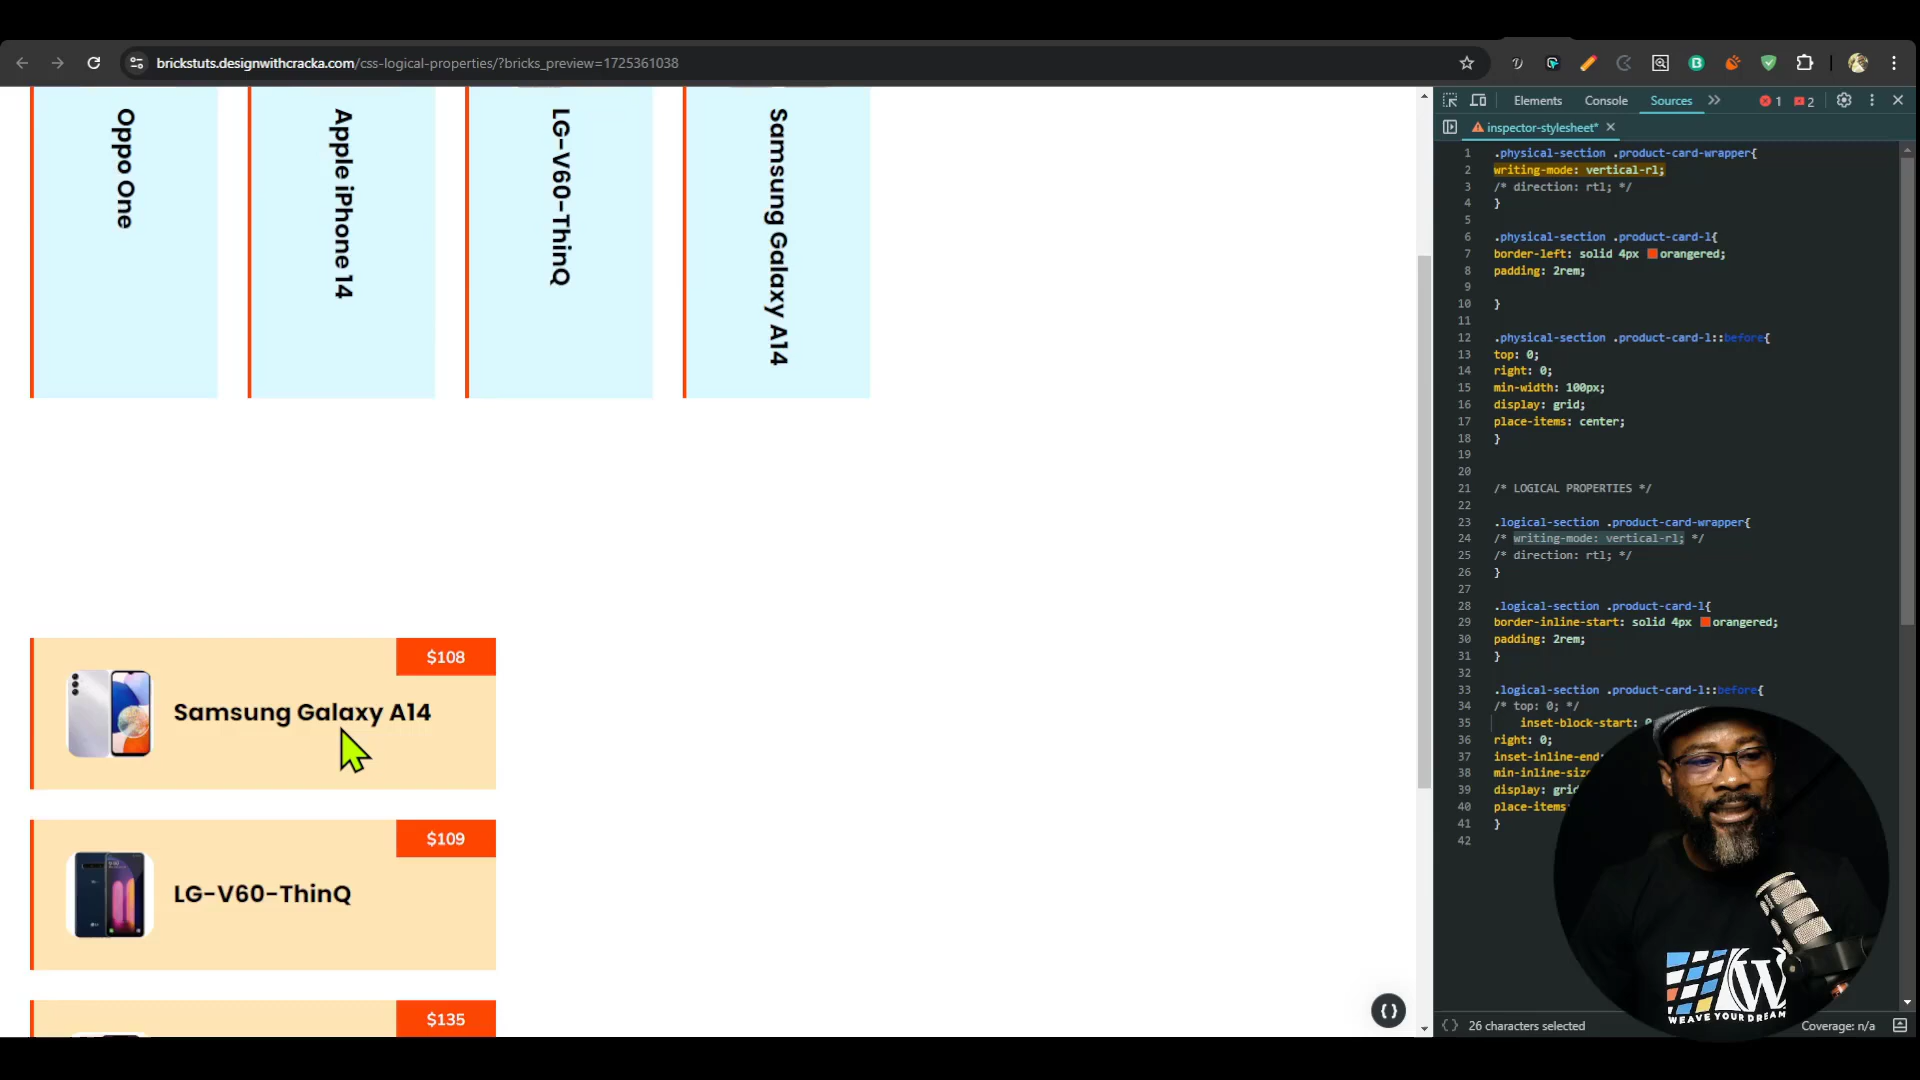 brickstuts.designwithcracka.com/css-logical-properties/?bricks_preview=1725361038
Elements Console Sources 1 2
inspector-stylesheet*
Oppo One
Apple iPhone 14
LG-V60-ThinQ
Samsung Galaxy A14
$108
Samsung Galaxy A14
$109
LG-V60-ThinQ
$135
1 .physical-section .product-card-wrapper{
2 writing-mode: vertical-rl;
3 /* direction: rtl; */
4 }
5
6 .physical-section .product-card-l{
7 border-left: solid 4px orangered;
8 padding: 2rem;
9
10 }
11
12 .physical-section .product-card-l::before{
13 top: 0;
14 right: 0;
15 min-width: 100px;
16 display: grid;
17 place-items: center;
18 }
19
20
21 /* LOGICAL PROPERTIES */
22
23 .logical-section .product-card-wrapper{
24 /* writing-mode: vertical-rl; */
25 /* direction: rtl; */
26 }
27
28 .logical-section .product-card-l{
29 border-inline-start: solid 4px orangered;
30 padding: 2rem;
31 }
32
33 .logical-section .product-card-l::before{
34 /* top: 0; */
35 inset-block-start:
36 right: 0;
37 inset-inline-end:
38 min-inline-size
39 display: grid
40 place-items:
41 }
42
WEAVE YOUR DREAM
{ } 26 characters selected
Coverage: n/a